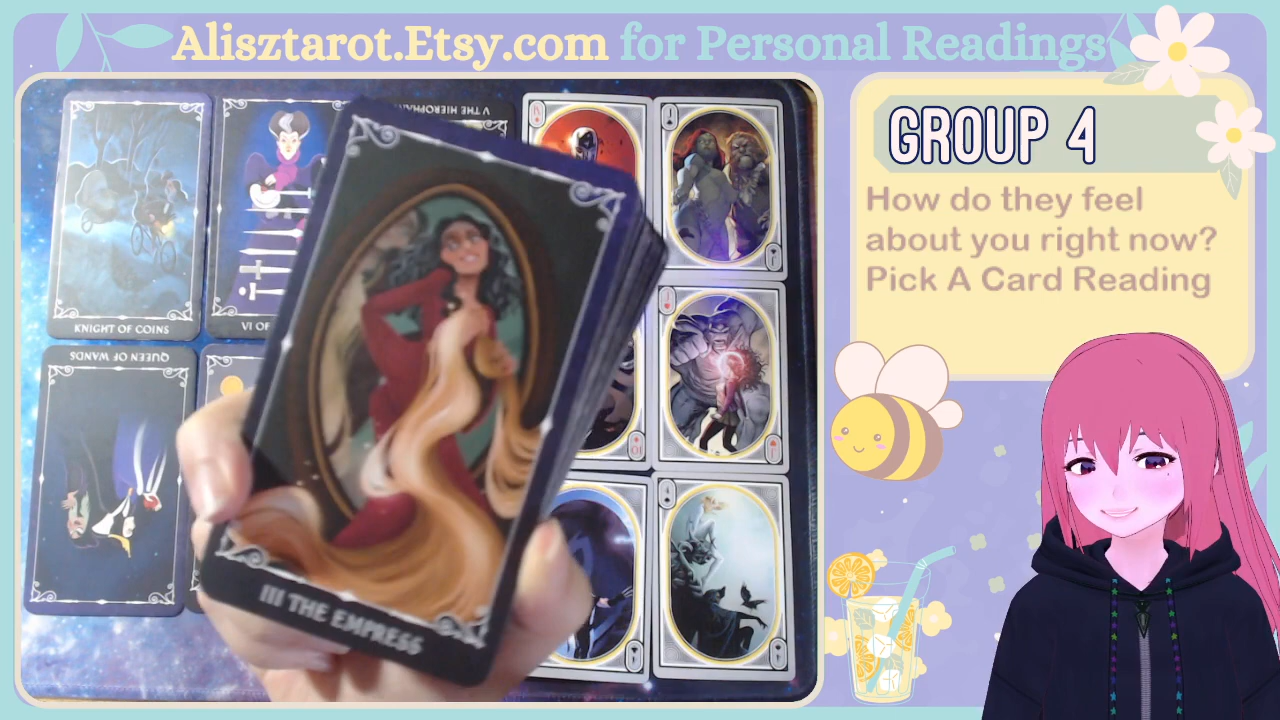 Alisztarot.Etsy.com for Personal Readings
GROUP 4
How do they feel
about you right now?
Pick A Card Reading
V THE HIEROPHANT
KNIGHT OF COINS
VI OF
QUEEN OF WANDS
III THE EMPRESS